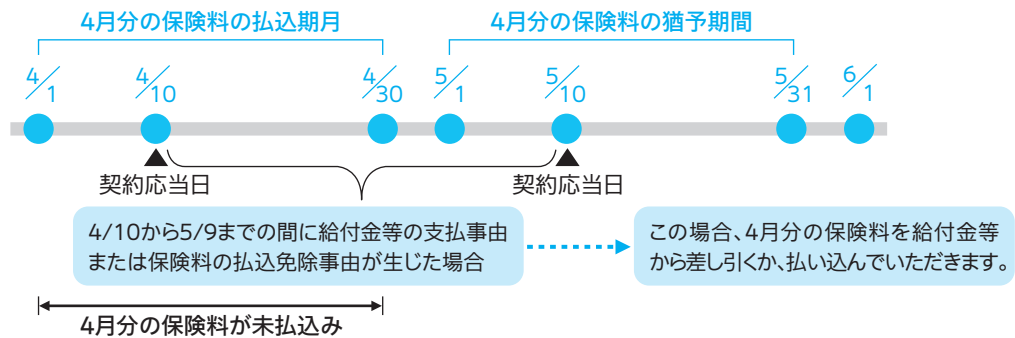 4月分の保険料の払込期月
4月分の保険料の猶予期間
4/1
4/10
4/30
5/1
5/10
5/31
6/1
契約応当日
契約応当日
4/10から5/9までの間に給付金等の支払事由
または保険料の払込免除事由が生じた場合
この場合、4月分の保険料を給付金等
から差し引くか、払い込んでいただきます。
4月分の保険料が未払込み